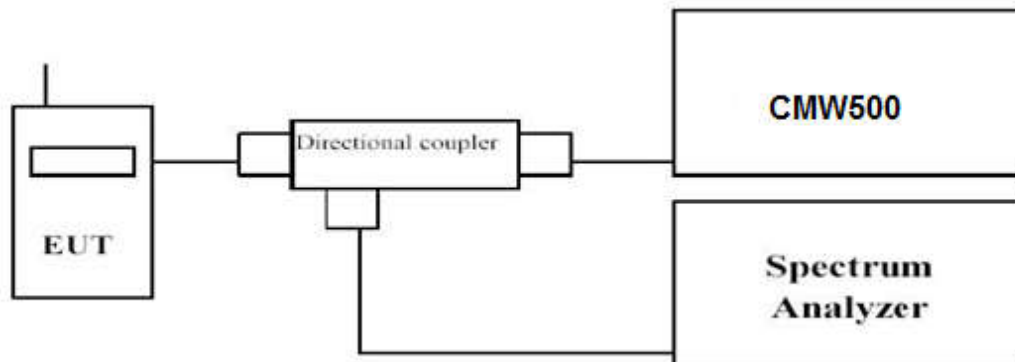 CMW500
Directional coupler
EUT
Spectrum
Analyzer